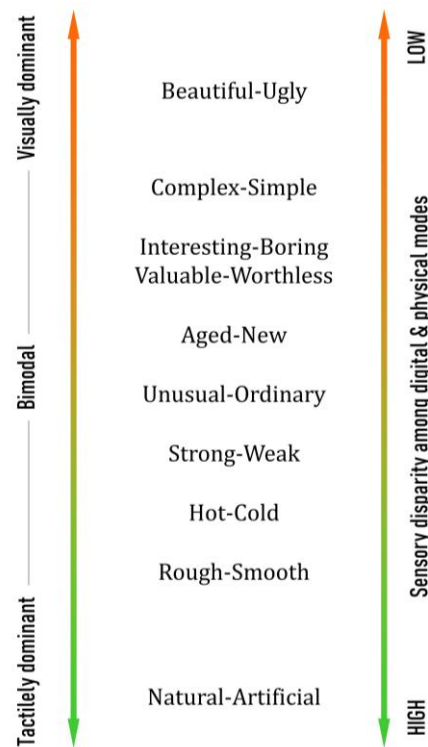 Visually dominant
Bimodal
Tactilely dominant
Beautiful-Ugly
Complex-Simple
Interesting-Boring
Valuable-Worthless
Aged-New
Unusual-Ordinary
Strong-Weak
Hot-Cold
Rough-Smooth
Natural-Artificial
LOW
Sensory disparity among digital & physical modes
HIGH